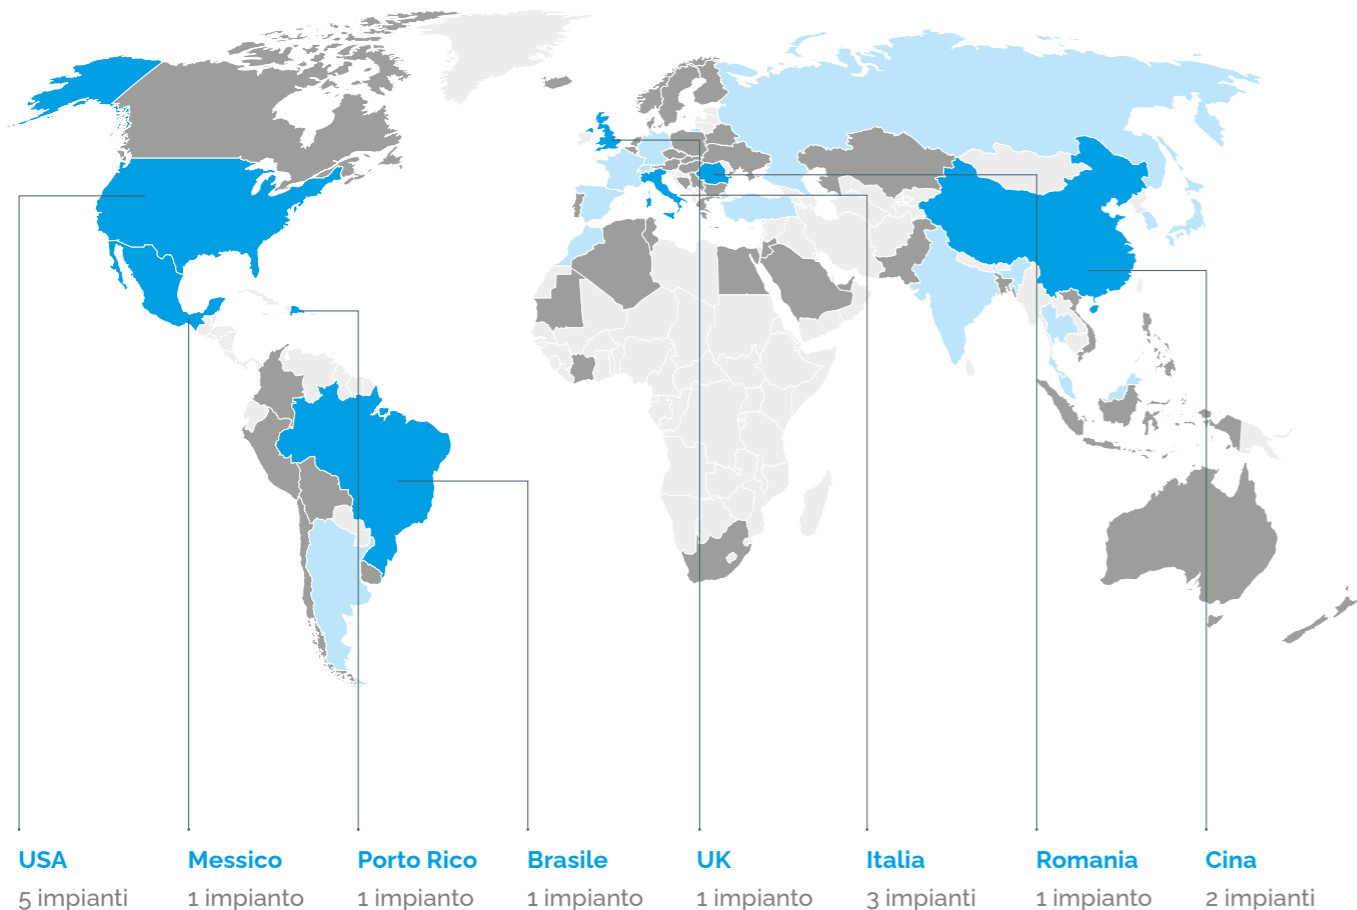 USA Messico Porto Rico Brasile UK Italia Romania Cina
5 impianti 1 impianto 1 impianto 1 impianto 1 impianto 3 impianti 1 impianto 2 impianti